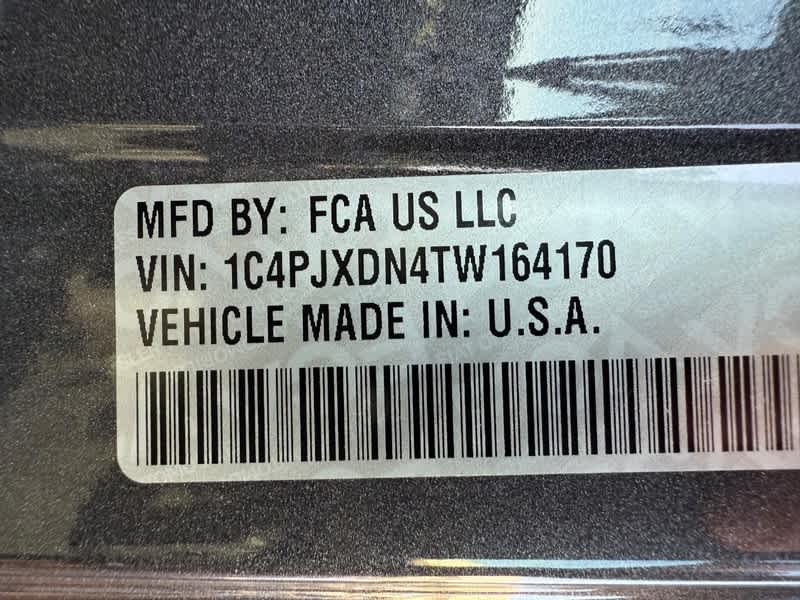 MFD BY: FCA US LLC
VIN: 1C4PJXDN4TW164170
VEHICLE MADE IN: U.S.A.